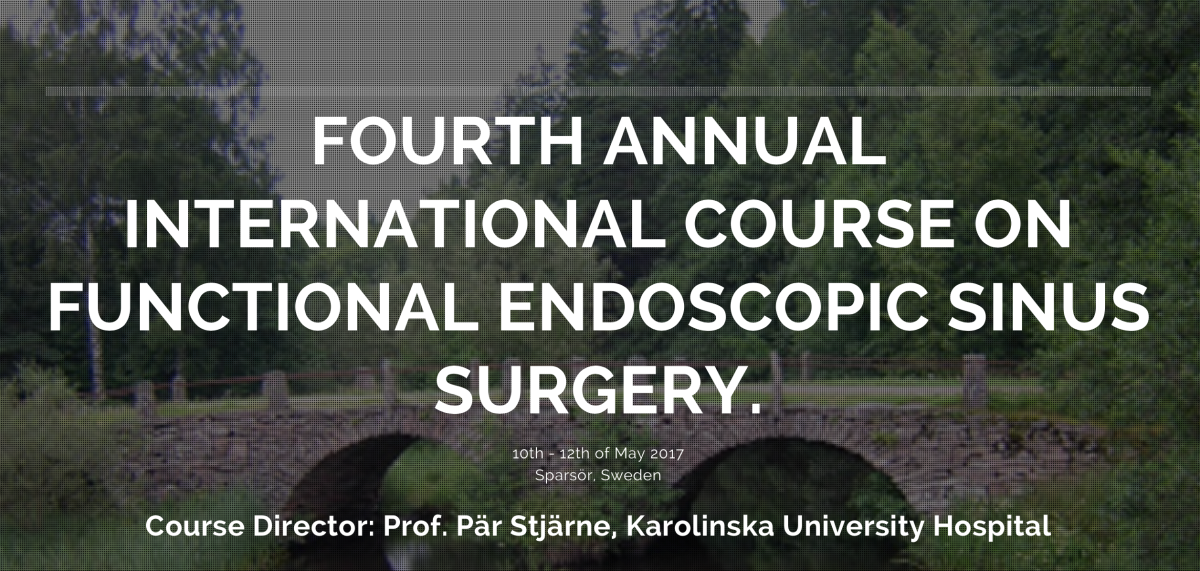 FOURTH ANNUAL
INTERNATIONAL COURSE ON
FUNCTIONAL ENDOSCOPIC SINUS
SURGERY.
10th - 12th of May 2017
Sparsör, Sweden
Course Director: Prof. Pär Stjärne, Karolinska University Hospital